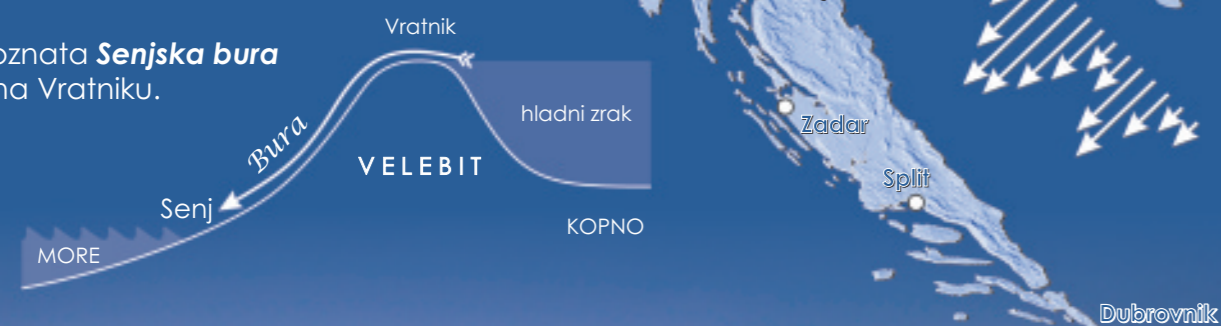 Vratnik
oznata Senjska bura
na Vratniku.
hladni zrak
Bura
VELEBIT
Senj
KOPNO
MORE
Zadar
Split
Dubrovnik